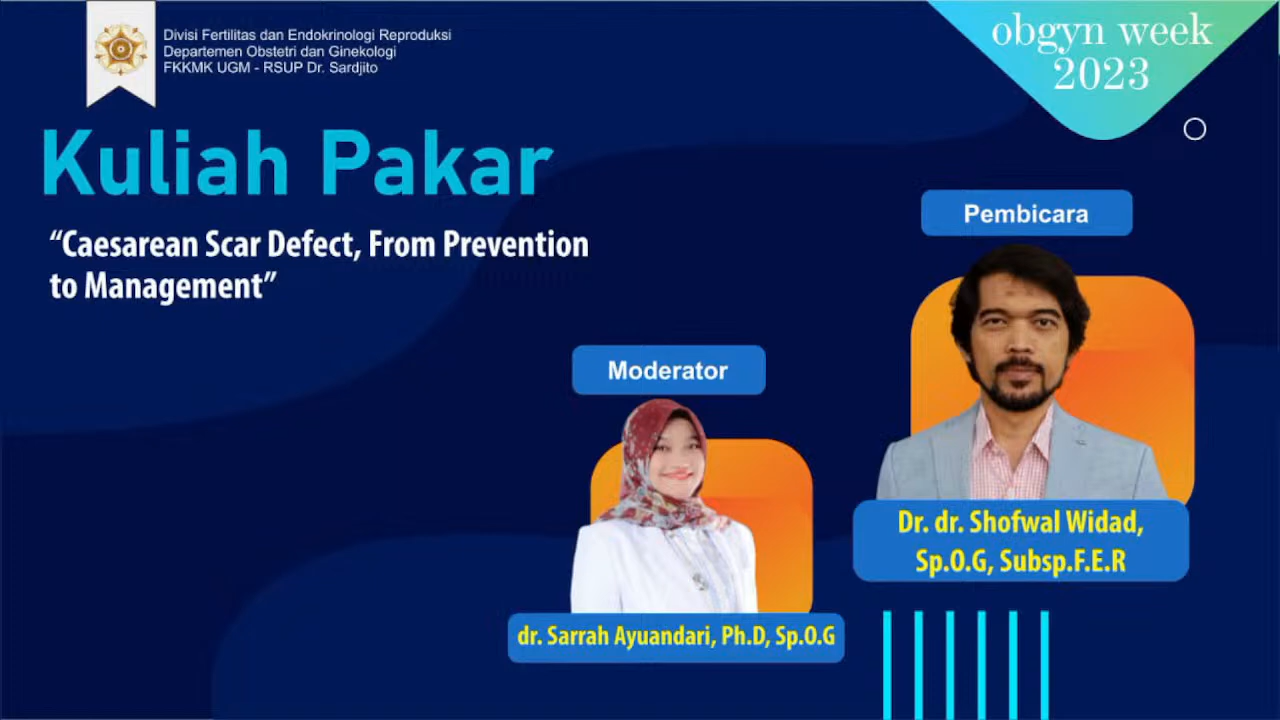 Divisi Fertilitas dan Endokrinologi Reproduksi
Departemen Obstetri dan Ginekologi
FKKMK UGM - RSUP Dr. Sardjito
obgyn week
2023
Kuliah Pakar
“Caesarean Scar Defect, From Prevention
to Management”
Pembicara
Dr. dr. Shofwal Widad,
Sp.O.G, Subsp.F.E.R
Moderator
dr. Sarrah Ayuandari, Ph.D, Sp.O.G